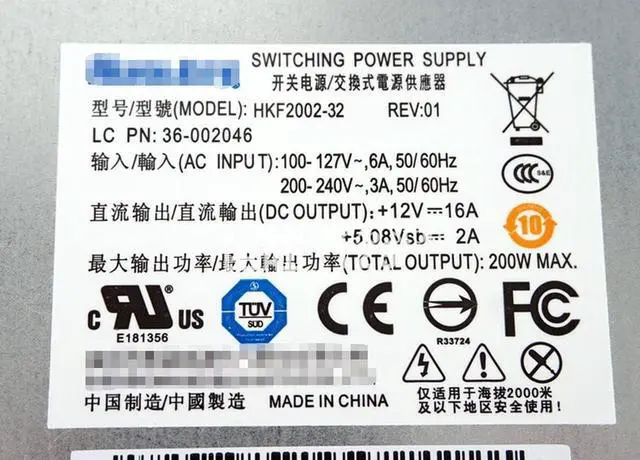 SWITCHING POWER SUPPLY
开关电源/交換式電源供應器
型号/型號(MODEL): HKF2002-32 REV:01
LC PN: 36-002046
输入/輸入(AC INPUT):100-127V~,6A, 50/60Hz
200-240V~,3A, 50/60Hz
直流输出/直流輸出(DC OUTPUT): +12V⎓16A
+5.08Vsb⎓ 2A
最大输出功率/最大輸出功率(TOTAL OUTPUT): 200W MAX.
CCC S&E
10
c RU US
E181356
TÜV
SÜD
CE
R33724
FC
仅适用于海拔2000米
及以下地区安全使用
中国制造/中國製造 MADE IN CHINA